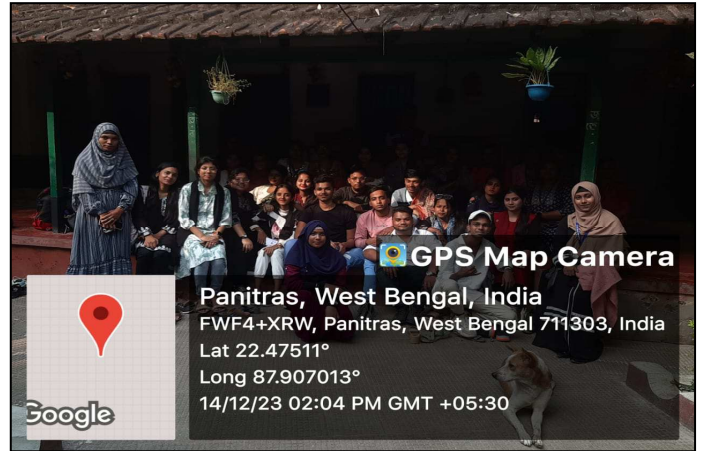 GPS Map Camera
Panitras, West Bengal, India
FWF4+XRW, Panitras, West Bengal 711303, India
Lat 22.47511°
Long 87.907013°
14/12/23 02:04 PM GMT +05:30
Google